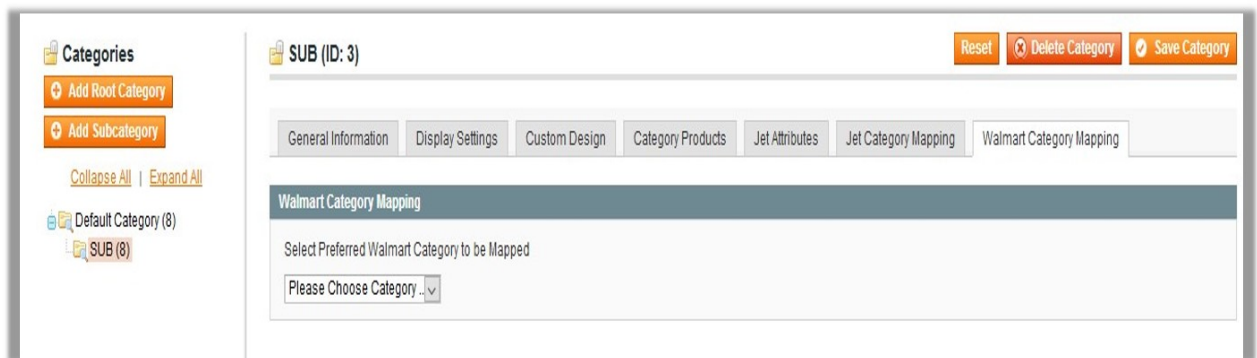 Categories
Add Root Category
Add Subcategory
Collapse All | Expand All
Default Category (8)
SUB (8)
SUB (ID: 3)
Reset
Delete Category
Save Category
General Information
Display Settings
Custom Design
Category Products
Jet Attributes
Jet Category Mapping
Walmart Category Mapping
Walmart Category Mapping
Select Preferred Walmart Category to be Mapped
Please Choose Category ..